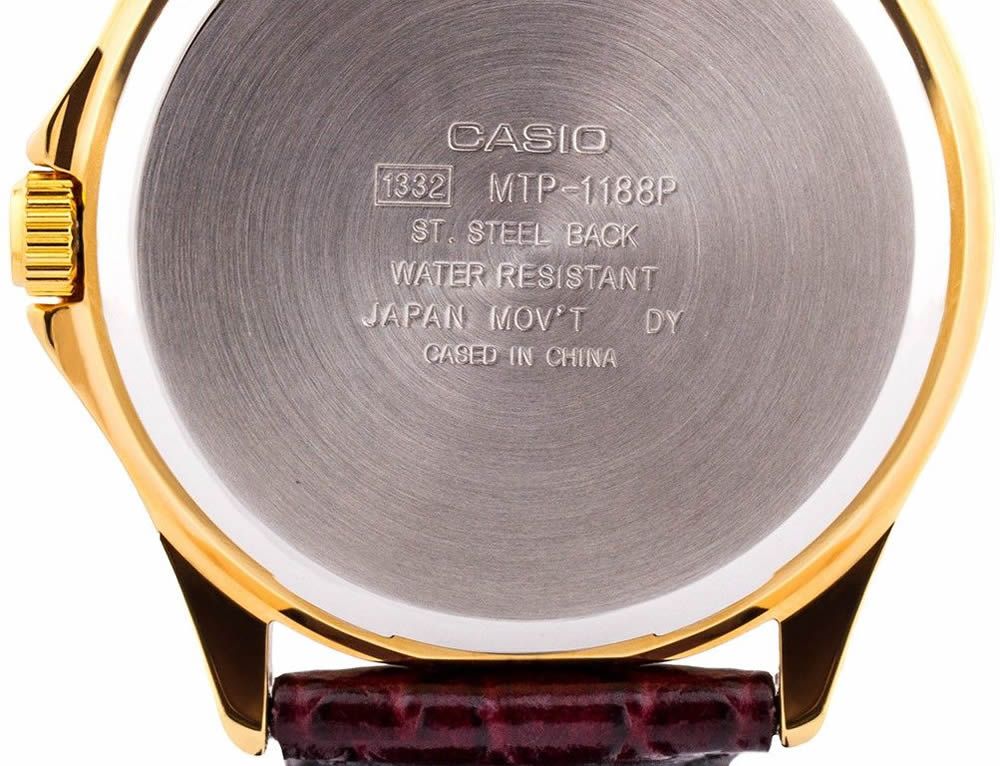 CASIO
1332 MTP-1188P
ST. STEEL BACK
WATER RESISTANT
JAPAN MOV'T DY
CASED IN CHINA